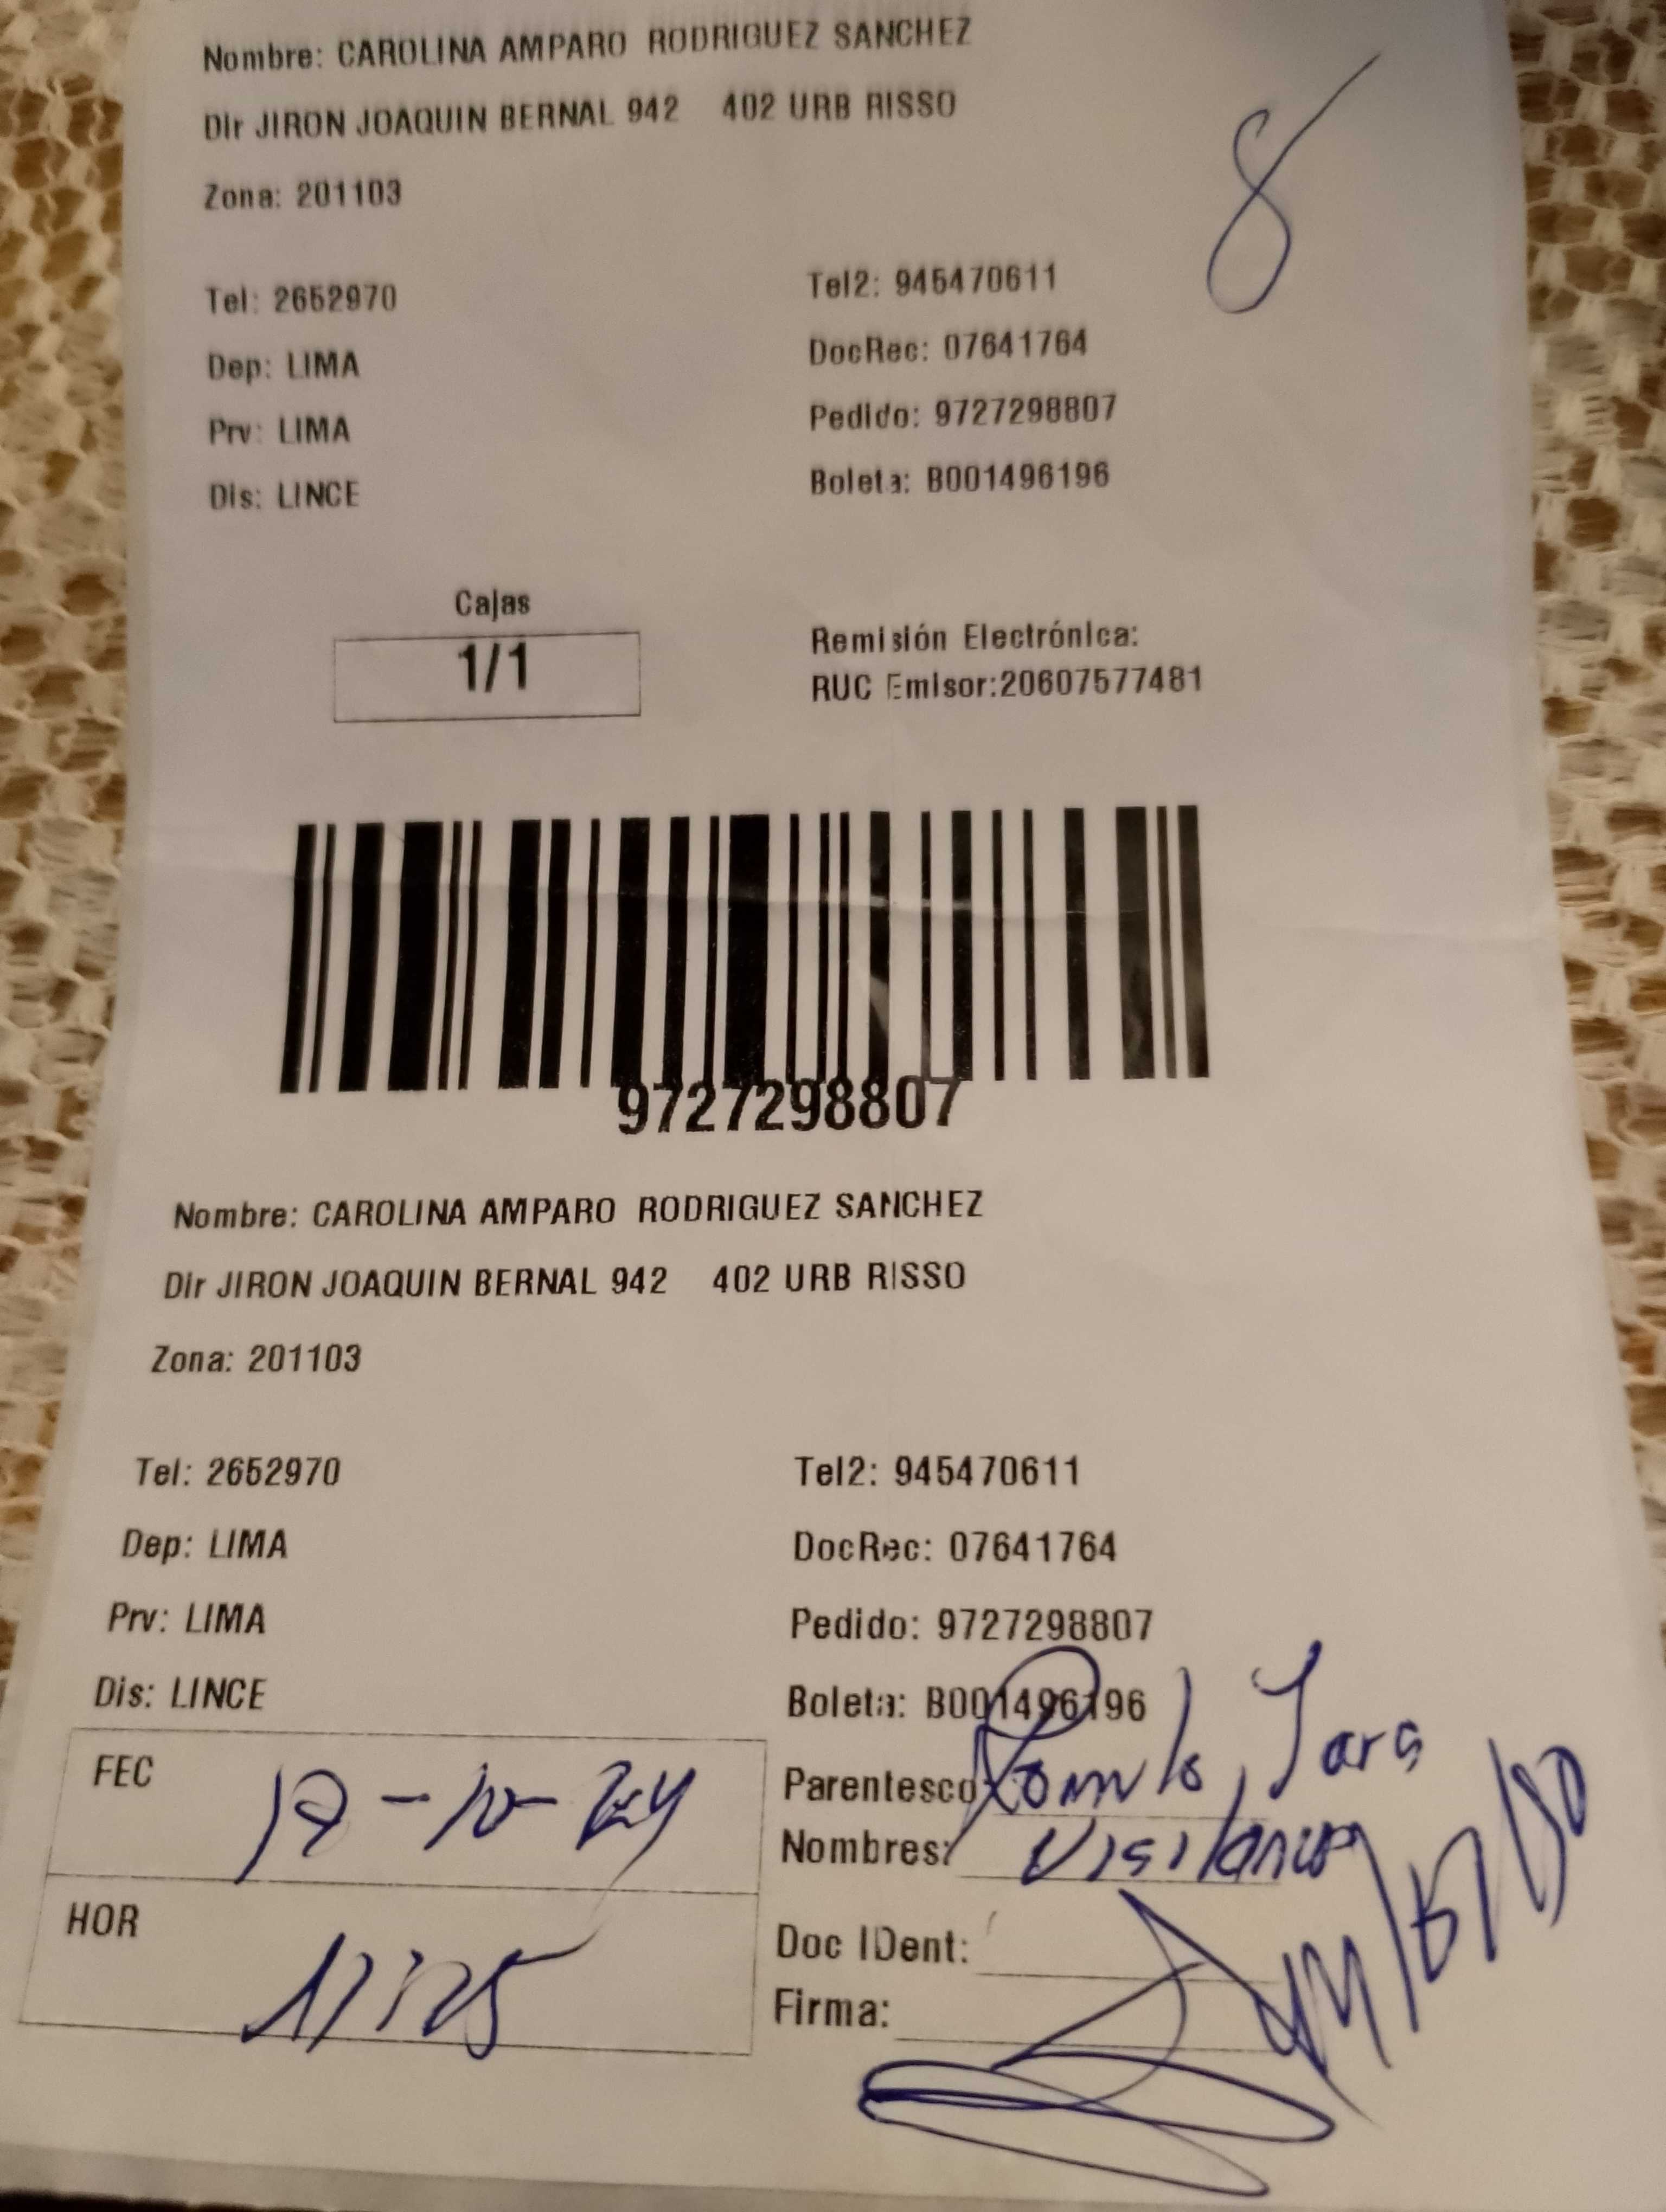 Nombre: CAROLINA AMPARO RODRIGUEZ SANCHEZ
Dir JIRON JOAQUIN BERNAL 942 402 URB RISSO
Zona: 201103
8
Tel: 2652970
Tel2: 945470611
Dep: LIMA
DocRec: 07641764
Prv: LIMA
Pedido: 9727298807
Dis: LINCE
Boleta: B001496196
Cajas
1/1
Remisión Electrónica:
RUC Emisor:20607577481
9727298807
Nombre: CAROLINA AMPARO RODRIGUEZ SANCHEZ
Dir JIRON JOAQUIN BERNAL 942 402 URB RISSO
Zona: 201103
Tel: 2652970
Tel2: 945470611
Dep: LIMA
DocRec: 07641764
Prv: LIMA
Pedido: 9727298807
Dis: LINCE
Boleta: B001496196
FEC
Parentesco: Romulo Jara
Nombres: Vigilancia
HOR
Doc IDent:
Firma: